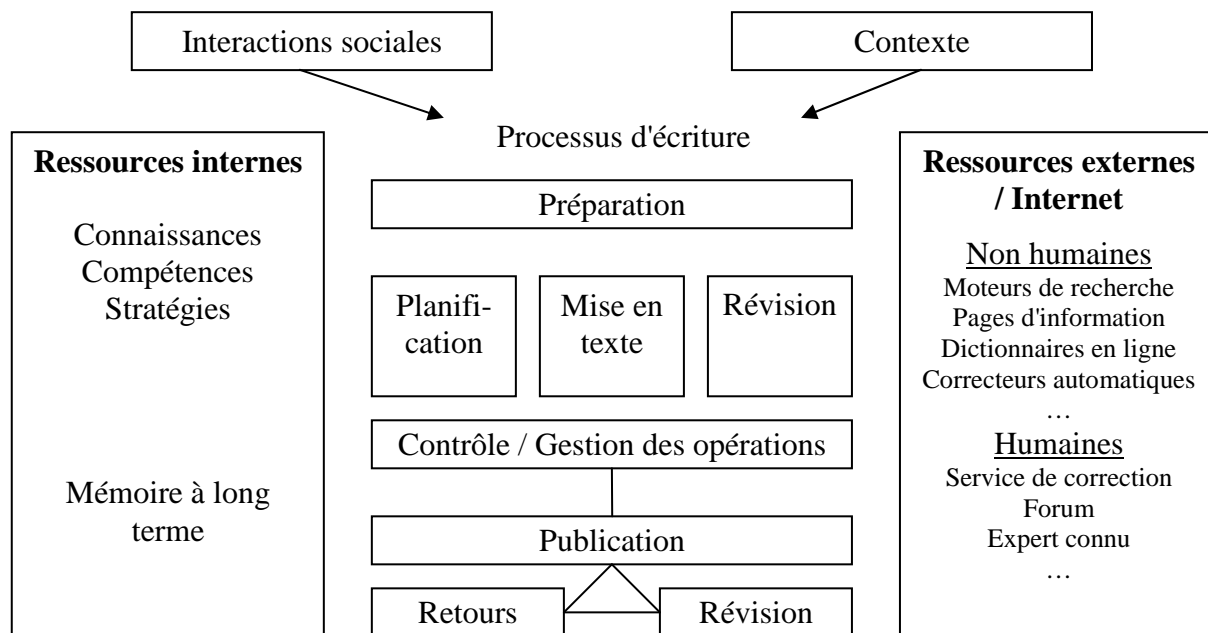 Interactions sociales
Contexte
Processus d'écriture
Ressources internes
Connaissances
Compétences
Stratégies
Mémoire à long
terme
Préparation
Planifi-
cation
Mise en
texte
Révision
Contrôle / Gestion des opérations
Publication
Retours
Révision
Ressources externes
/ Internet
Non humaines
Moteurs de recherche
Pages d'information
Dictionnaires en ligne
Correcteurs automatiques
…
Humaines
Service de correction
Forum
Expert connu
…